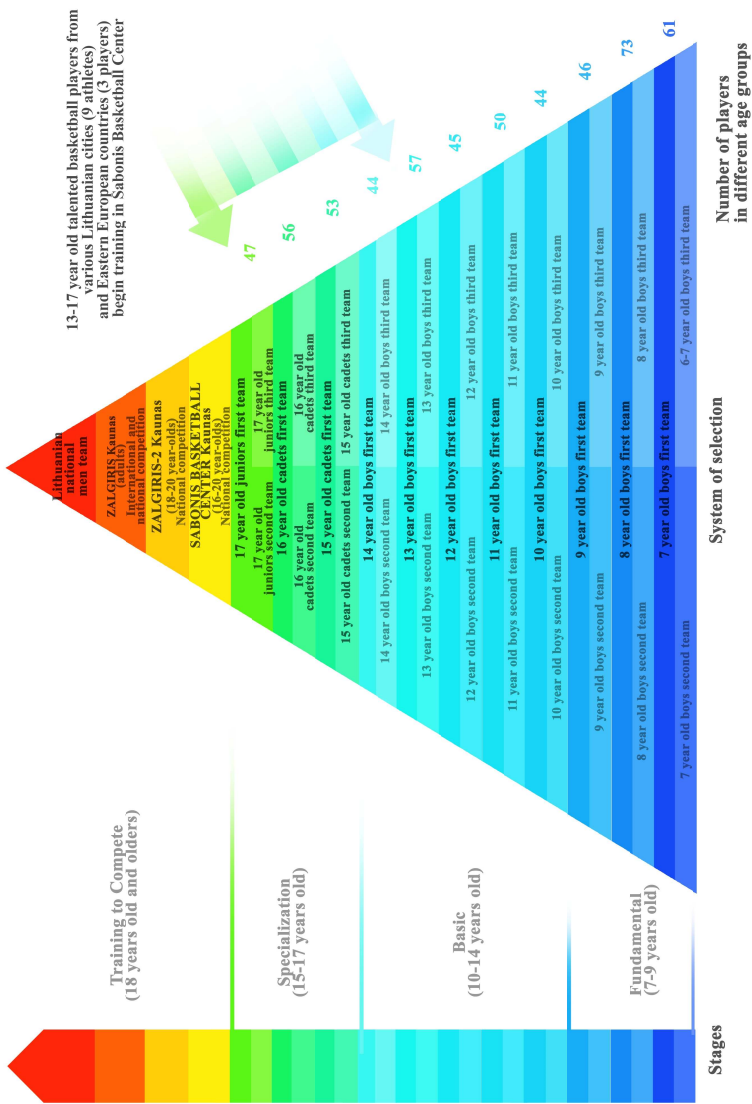 13-17 year old talented basketball players from
various Lithuanian cities (9 athletes)
and Eastern European countries (3 players)
begin training in Sabonis Basketball Center
Training to Compete
(18 years old and olders)
Specialization
(15-17 years old)
Basic
(10-14 years old)
Fundamental
(7-9 years old)
Stages
Lithuanian
national
men team
ZALGIRIS Kaunas
(adults)
International and
national competition
ZALGIRIS-2 Kaunas
(18-20 year-olds)
National competition
SABONIS BASKETBALL
CENTER Kaunas
(16-20 year-olds)
National competition
17 year old juniors first team
17 year old
juniors second team
17 year old
juniors third team
16 year old cadets first team
16 year old
cadets second team
16 year old
cadets third team
15 year old cadets first team
15 year old cadets second team
15 year old cadets third team
14 year old boys first team
14 year old boys second team
14 year old boys third team
13 year old boys first team
13 year old boys second team
13 year old boys third team
12 year old boys first team
12 year old boys second team
12 year old boys third team
11 year old boys first team
11 year old boys second team
11 year old boys third team
10 year old boys first team
10 year old boys second team
10 year old boys third team
9 year old boys first team
9 year old boys second team
9 year old boys third team
8 year old boys first team
8 year old boys second team
8 year old boys third team
7 year old boys first team
7 year old boys second team
6-7 year old boys third team
System of selection
47
56
53
44
57
45
50
44
46
73
61
Number of players
in different age groups